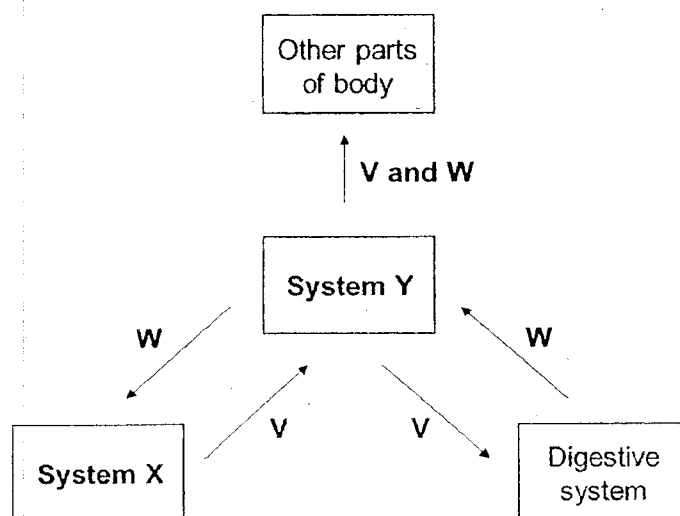 Other parts
of body
V and W
System Y
W
W
V
V
System X
Digestive
system